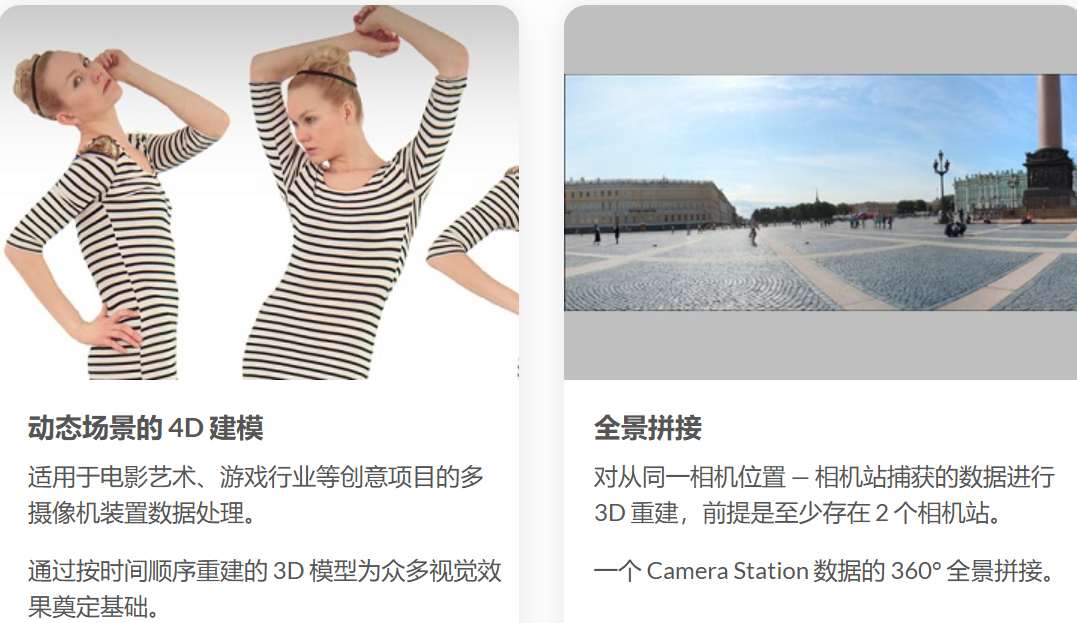 动态场景的 4D 建模
适用于电影艺术、游戏行业等创意项目的多
摄像机装置数据处理。
通过按时间顺序重建的 3D 模型为众多视觉效
果奠定基础。
全景拼接
对从同一相机位置 — 相机站捕获的数据进行
3D 重建，前提是至少存在 2 个相机站。
一个 Camera Station 数据的 360° 全景拼接。